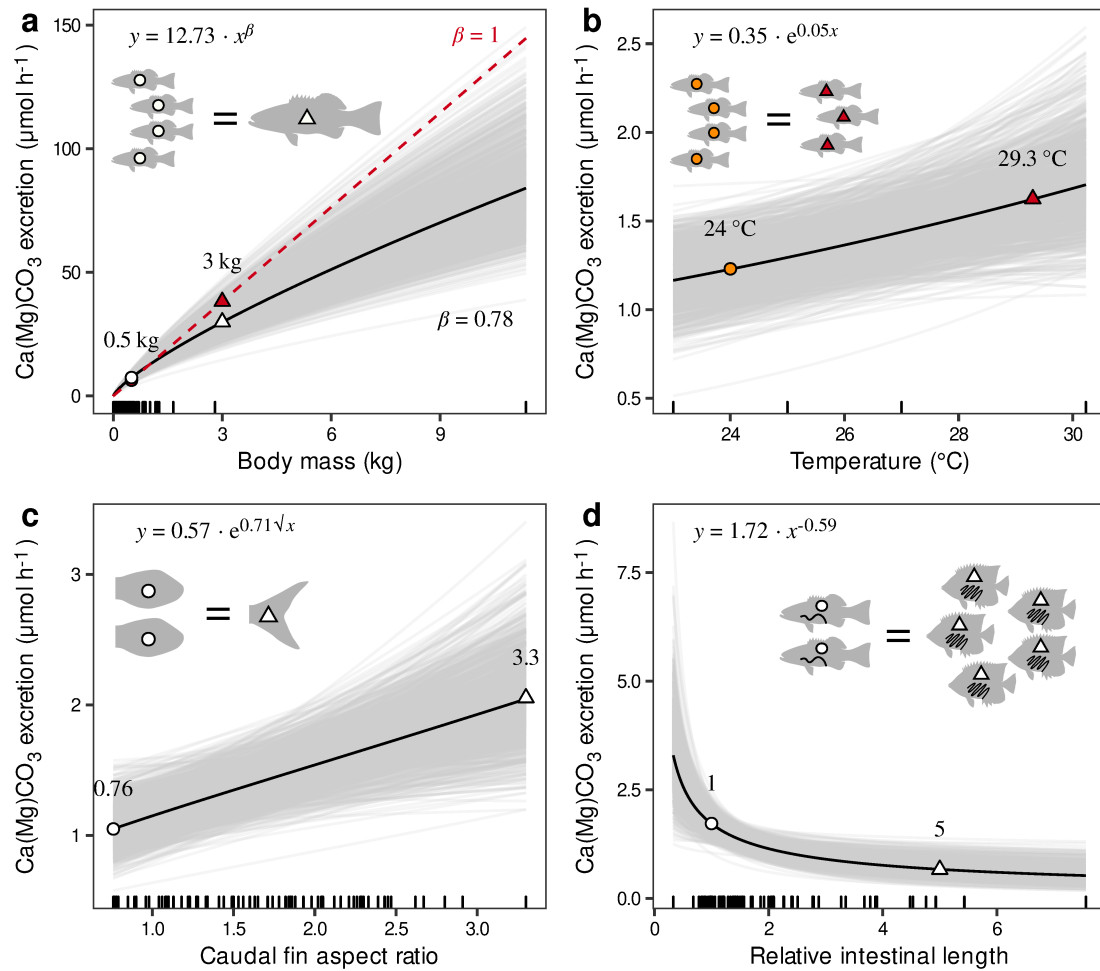 a
y = 12.73 · x^β
β = 1
3 kg
0.5 kg
β = 0.78
150
100
50
0
0 3 6 9
Body mass (kg)
Ca(Mg)CO₃ excretion (µmol h⁻¹)
b
y = 0.35 · e^0.05x
29.3 °C
24 °C
2.5
2.0
1.5
1.0
0.5
24 26 28 30
Temperature (°C)
Ca(Mg)CO₃ excretion (µmol h⁻¹)
c
y = 0.57 · e^0.71√x
3.3
0.76
3
2
1
1.0 1.5 2.0 2.5 3.0
Caudal fin aspect ratio
Ca(Mg)CO₃ excretion (µmol h⁻¹)
d
y = 1.72 · x^-0.59
1
5
7.5
5.0
2.5
0.0
0 2 4 6
Relative intestinal length
Ca(Mg)CO₃ excretion (µmol h⁻¹)